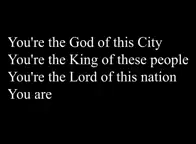 You're the God of this City
You're the King of these people
You're the Lord of this nation
You are